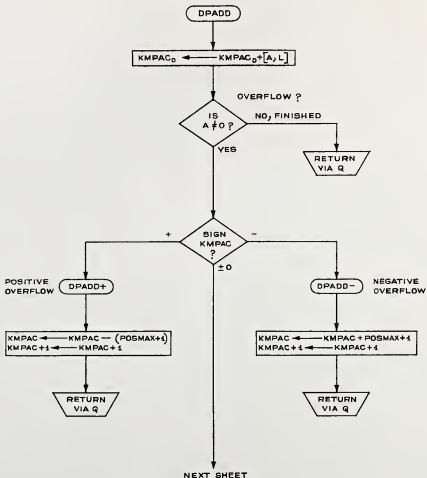 DPADD
KMPAC₀ ← KMPAC₀+[A,L]
OVERFLOW ?
IS
A≠0 ?
NO, FINISHED
YES
RETURN
VIA Q
+
SIGN
KMPAC
?
-
±0
POSITIVE
OVERFLOW
DPADD+
DPADD-
NEGATIVE
OVERFLOW
KMPAC ← KMPAC - (POSMAX+1)
KMPAC+1 ← KMPAC+1
KMPAC ← KMPAC + POSMAX+1
KMPAC+1 ← KMPAC+1
RETURN
VIA Q
RETURN
VIA Q
NEXT SHEET